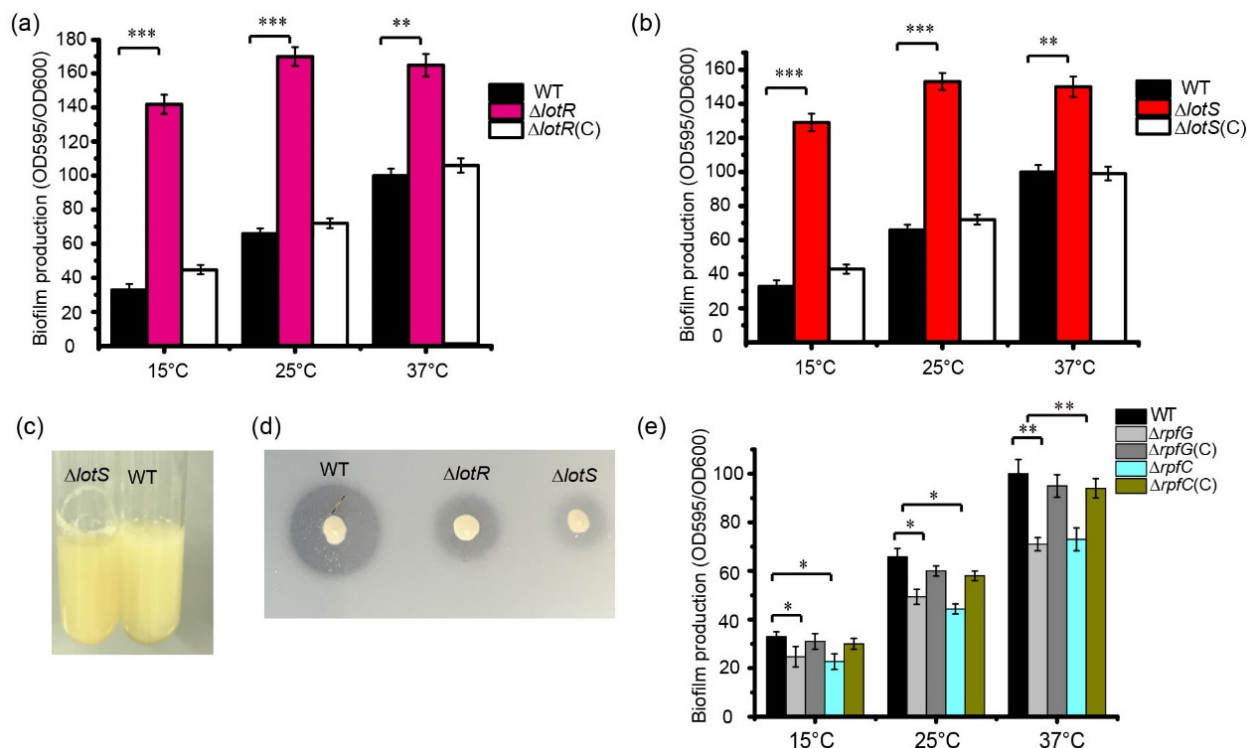 (a)
Biofilm production (OD595/OD600)
180
160
140
120
100
80
60
40
20
0
***
***
**
WT
ΔlotR
ΔlotR(C)
15°C
25°C
37°C
(b)
Biofilm production (OD595/OD600)
180
160
140
120
100
80
60
40
20
0
***
***
**
WT
ΔlotS
ΔlotS(C)
15°C
25°C
37°C
(c)
ΔlotS WT
(d)
WT ΔlotR ΔlotS
(e)
Biofilm production (OD595/OD600)
100
80
60
40
20
0
*
*
*
*
**
**
WT
ΔrpfG
ΔrpfG(C)
ΔrpfC
ΔrpfC(C)
15°C
25°C
37°C